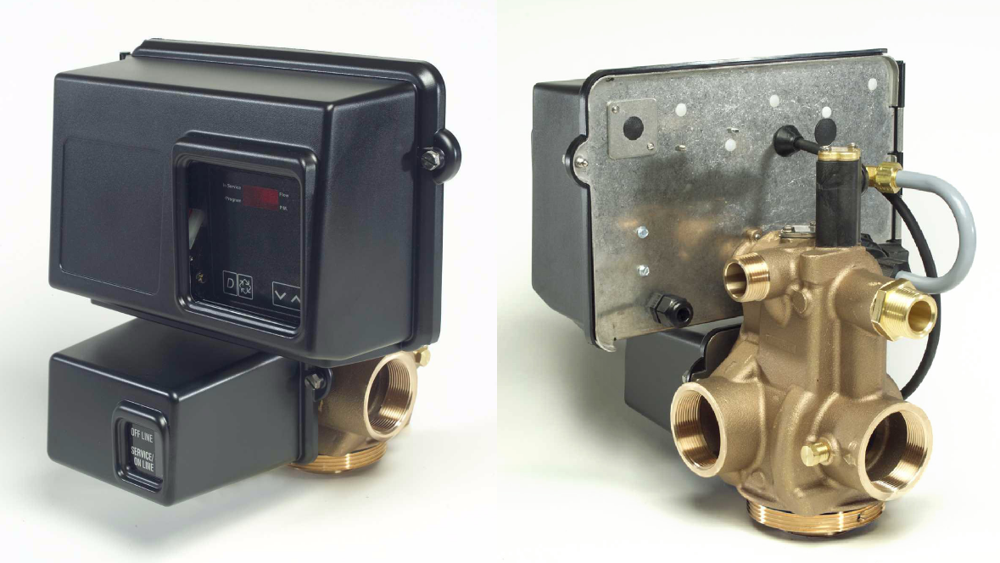 In Service Flow
Program P.M.
D
OFF LINE
SERVICE/
ON LINE